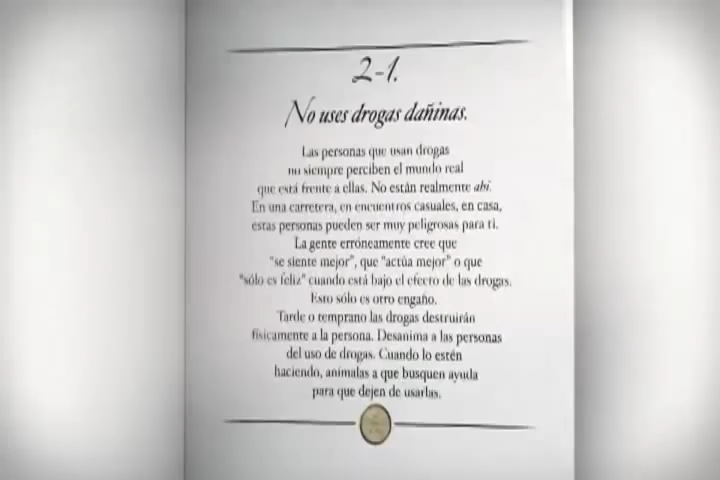 2-1.
No uses drogas dañinas.
Las personas que usan drogas
no siempre perciben el mundo real
que está frente a ellas. No están realmente ahí.
En una carretera, en encuentros casuales, en casa,
estas personas pueden ser muy peligrosas para ti.
La gente erróneamente cree que
"se siente mejor", que "actúa mejor" o que
"sólo es feliz" cuando está bajo el efecto de las drogas.
Esto sólo es otro engaño.
Tarde o temprano las drogas destruirán
físicamente a la persona. Desanima a las personas
del uso de drogas. Cuando lo estén
haciendo, anímalas a que busquen ayuda
para que dejen de usarlas.